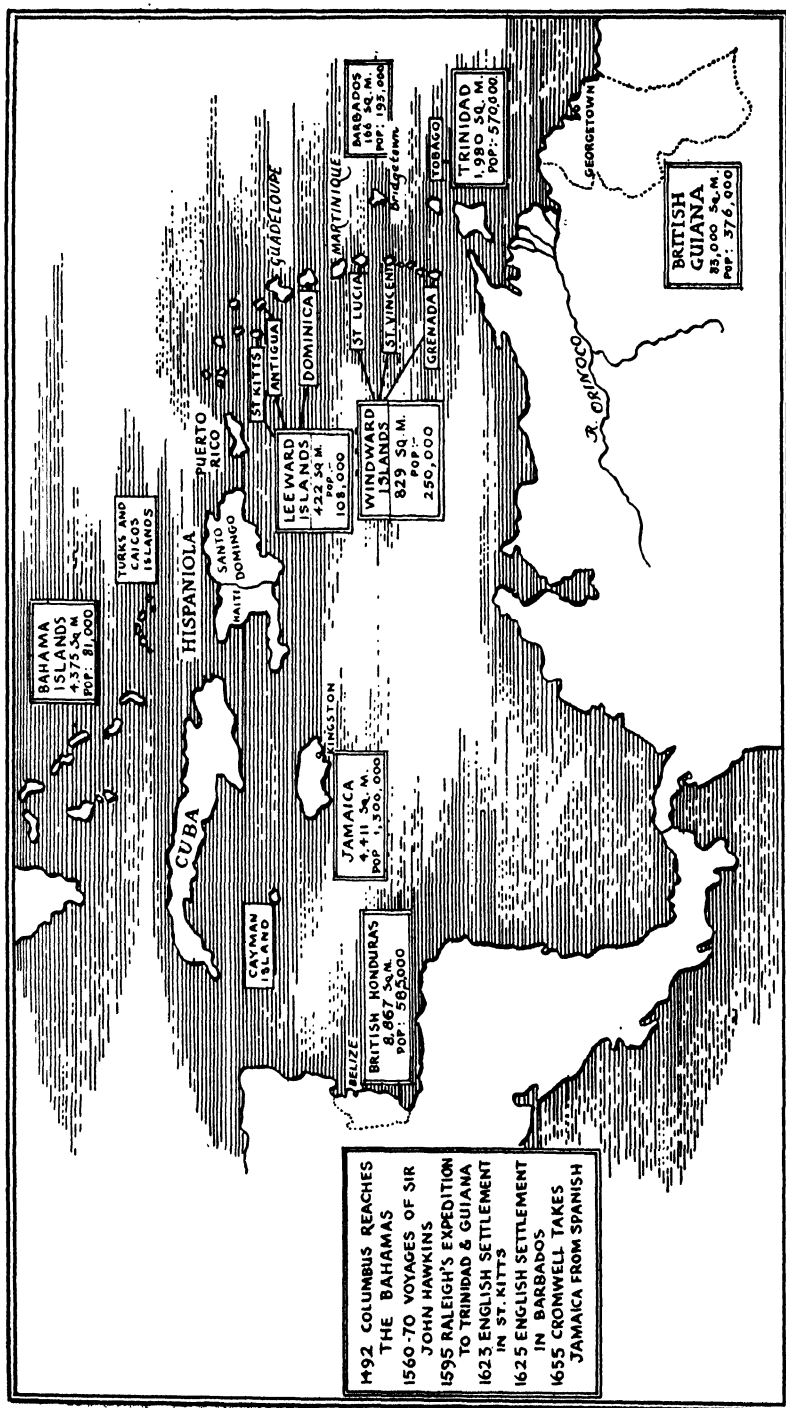 BAHAMA
ISLANDS
4,375 SQ M
POP: 81,000
TURKS AND
CAICOS
ISLANDS
CUBA
HISPANIOLA
HAITI
SANTO
DOMINGO
PUERTO
RICO
CAYMAN
ISLAND
KINGSTON
JAMAICA
4,411 SQ. M.
POP 1,300,000
BELIZE
BRITISH HONDURAS
8,867 SQ. M.
POP: 585,000
ST KITTS
ANTIGUA
GUADELOUPE
DOMINICA
LEEWARD
ISLANDS
422 SQ M.
POP:-
108,000
MARTINIQUE
ST LUCIA
ST. VINCENT
GRENADA
WINDWARD
ISLANDS
829 SQ M.
POP:-
250,000
BARBADOS
166 SQ. M.
POP: 193,000
Bridgetown
TOBAGO
TRINIDAD
1,980 SQ. M.
POP:-570,000
R. ORINOCO
GEORGETOWN
BRITISH
GUIANA
83,000 SQ. M.
POP: 376,000
1492 COLUMBUS REACHES
THE BAHAMAS
1560-70 VOYAGES OF SIR
JOHN HAWKINS
1595 RALEIGH'S EXPEDITION
TO TRINIDAD & GUIANA
1623 ENGLISH SETTLEMENT
IN ST. KITTS
1625 ENGLISH SETTLEMENT
IN BARBADOS
1655 CROMWELL TAKES
JAMAICA FROM SPANISH